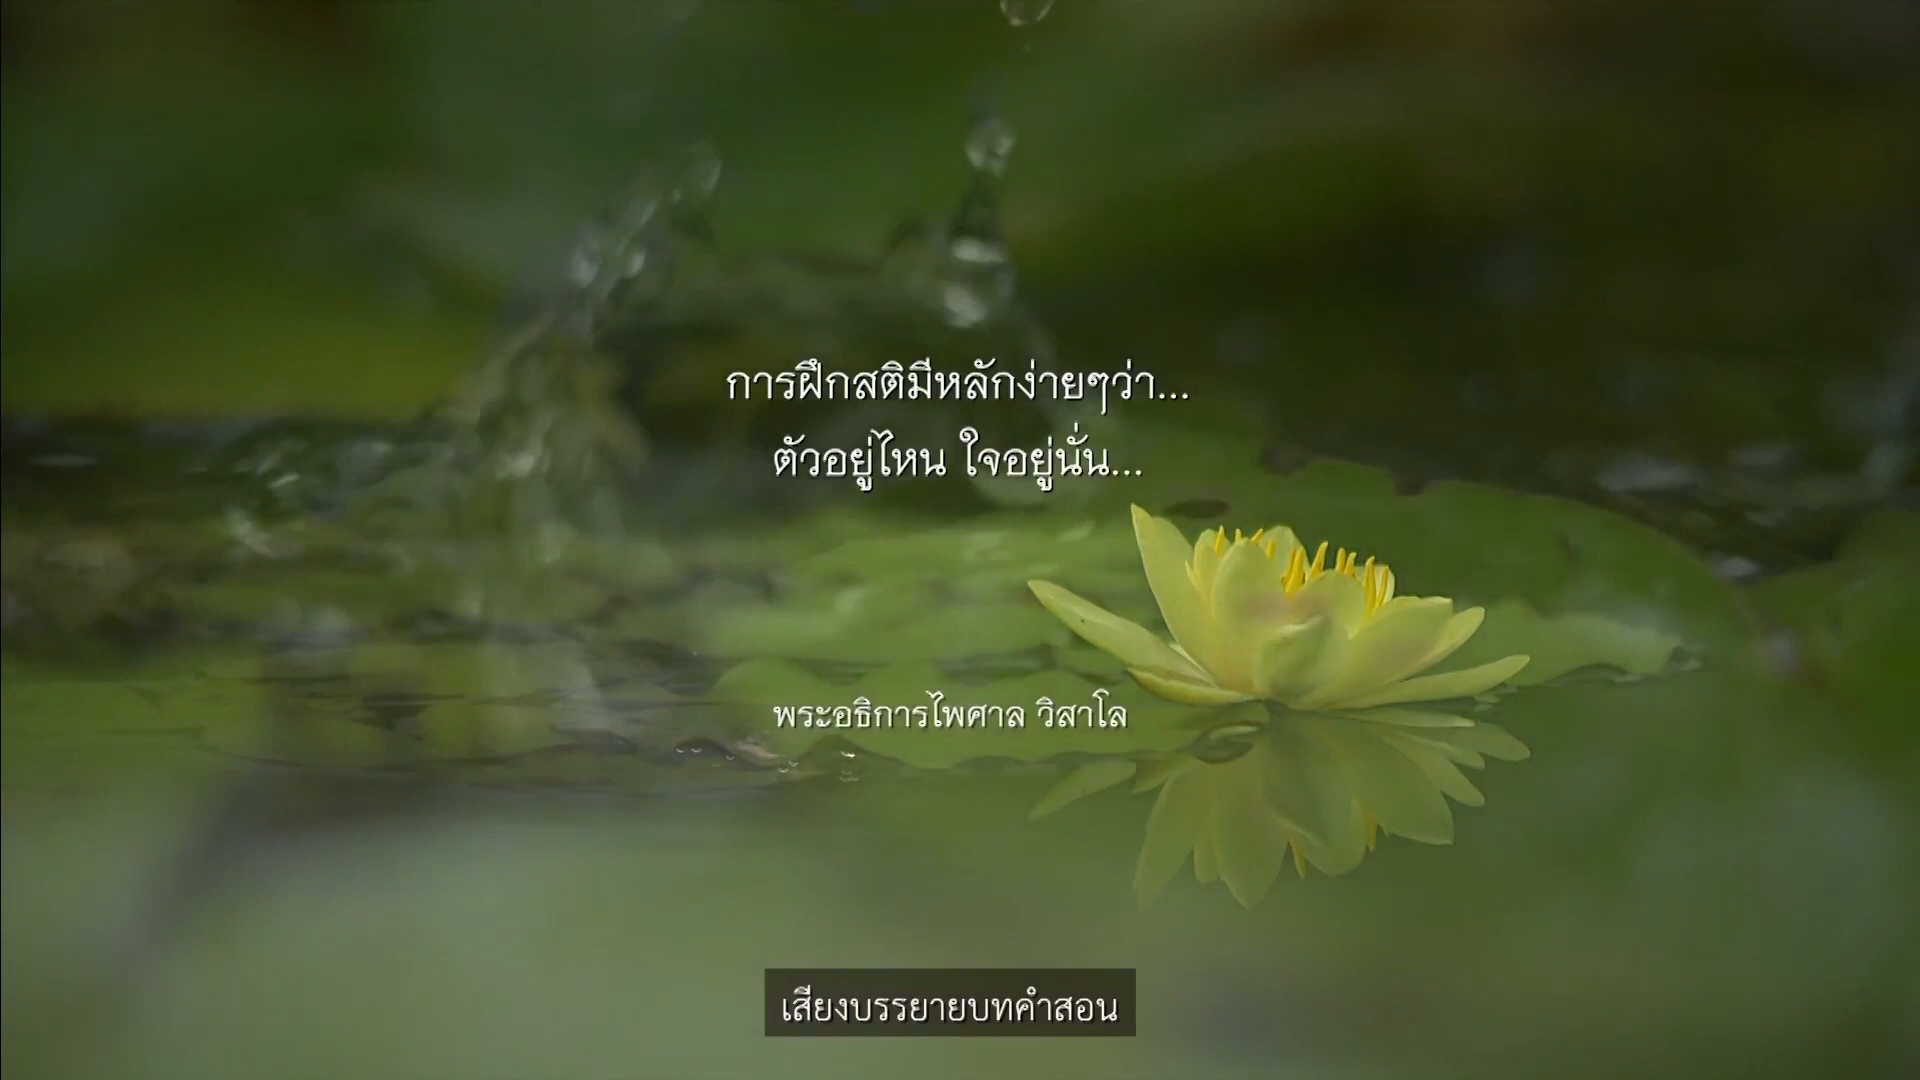 การฝึกสติมีหลักง่ายๆว่า...
ตัวอยู่ไหน ใจอยู่นั่น...
พระอธิการไพศาล วิสาโล
เสียงบรรยายบทคำสอน